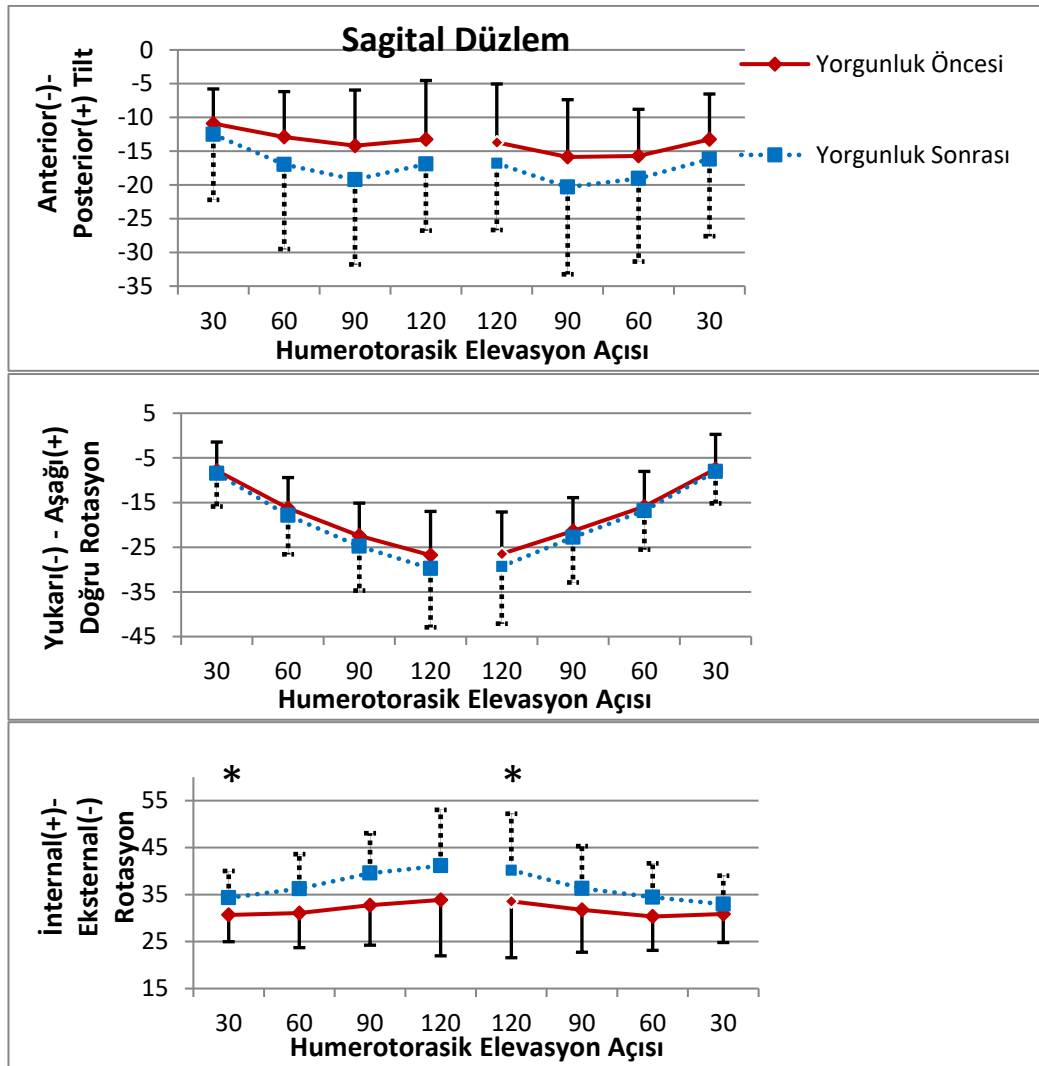 Sagital Düzlem
Yorgunluk Öncesi
Yorgunluk Sonrası
Anterior(-)-
Posterior(+) Tilt
0
-5
-10
-15
-20
-25
-30
-35
30 60 90 120 120 90 60 30
Humerotorasik Elevasyon Açısı
Yukarı(-) - Aşağı(+)
Doğru Rotasyon
5
-5
-15
-25
-35
-45
30 60 90 120 120 90 60 30
Humerotorasik Elevasyon Açısı
İnternal(+)-
Eksternal(-)
Rotasyon
* *
55
45
35
25
15
30 60 90 120 120 90 60 30
Humerotorasik Elevasyon Açısı